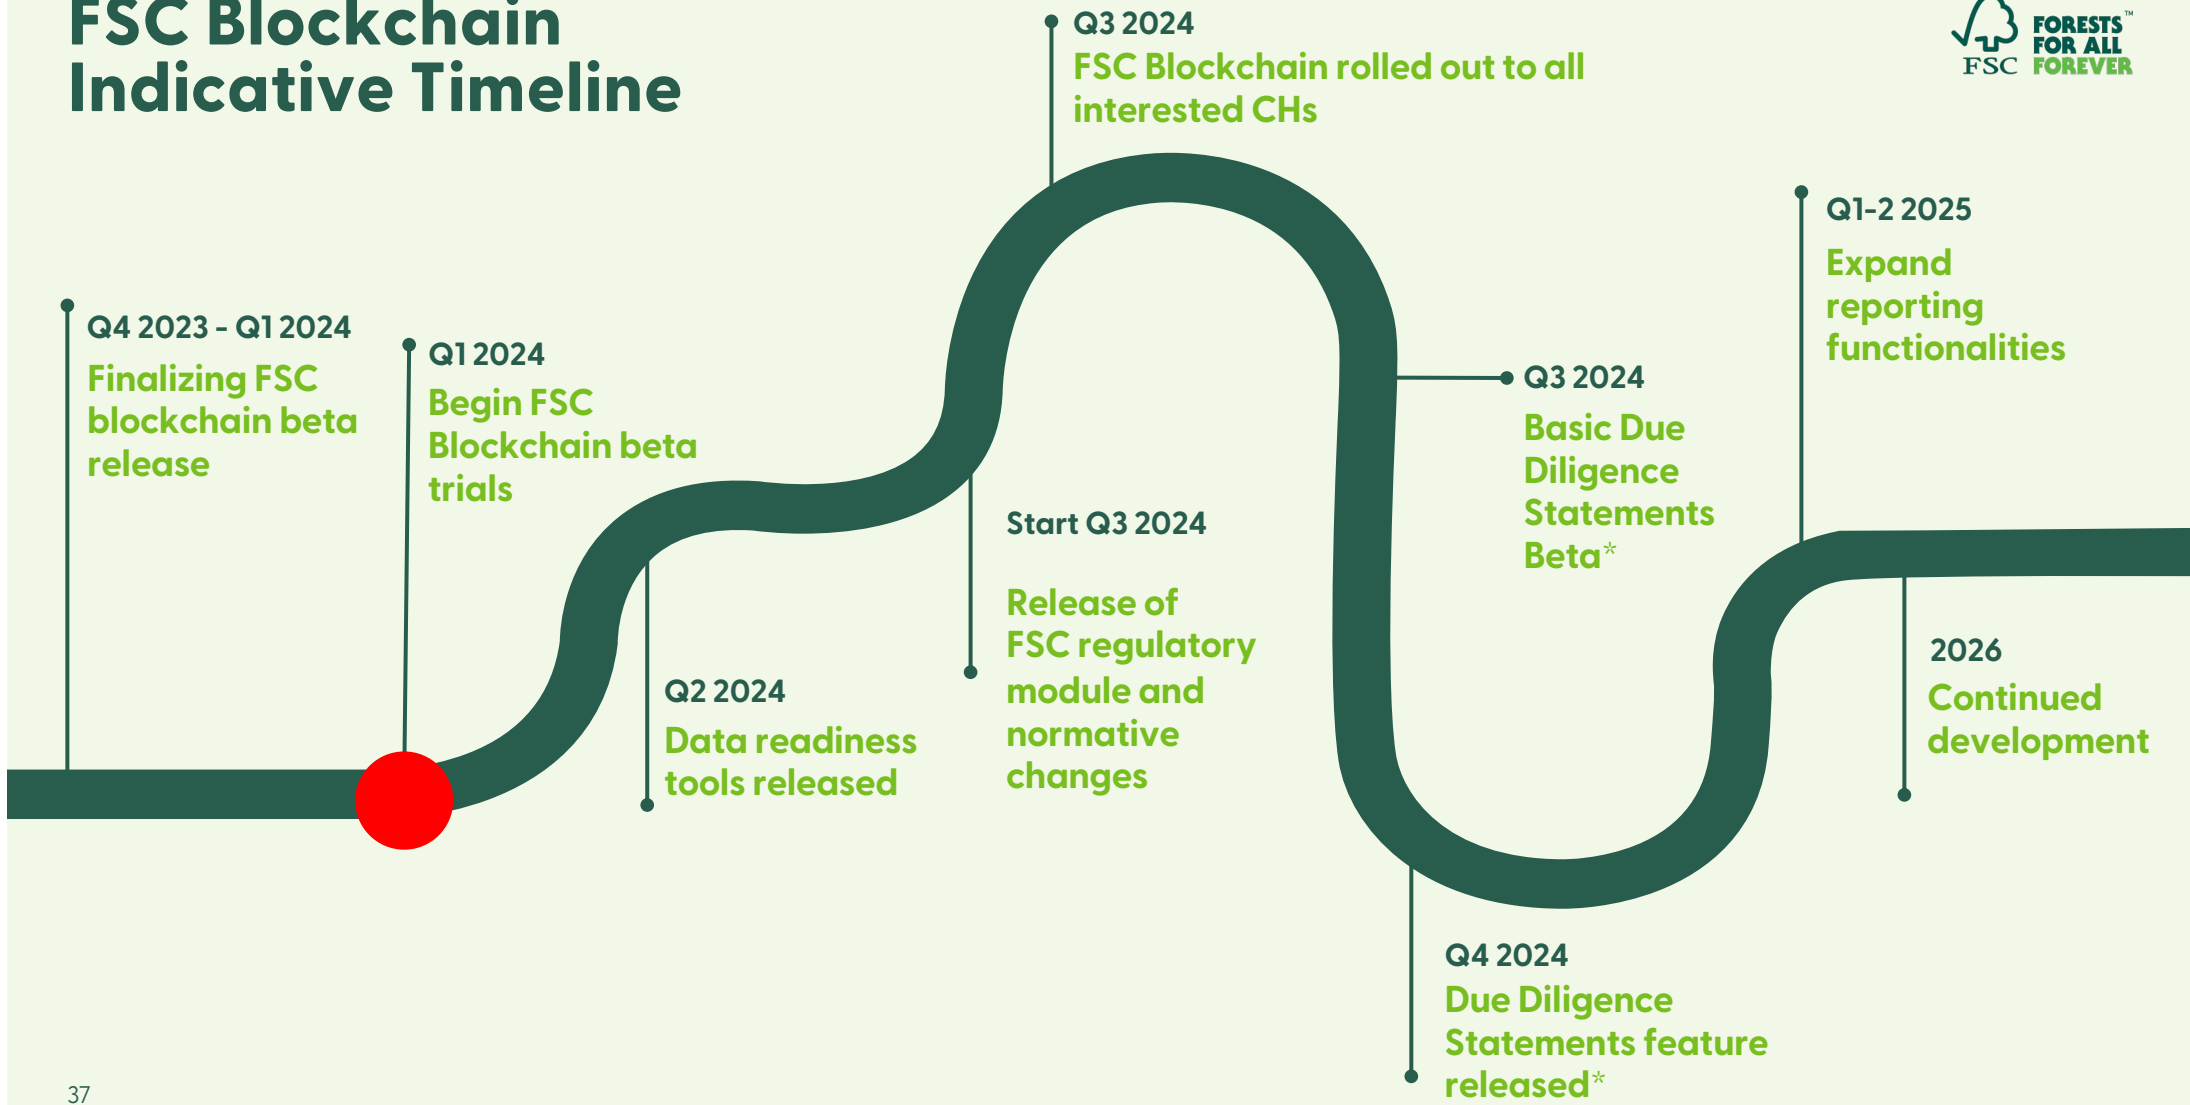 FSC Blockchain
Indicative Timeline
Q3 2024
FSC Blockchain rolled out to all
interested CHs
FSC
FORESTS™
FOR ALL
FOREVER
Q4 2023 - Q1 2024
Finalizing FSC
blockchain beta
release
Q1 2024
Begin FSC
Blockchain beta
trials
Q2 2024
Data readiness
tools released
Start Q3 2024
Release of
FSC regulatory
module and
normative
changes
Q3 2024
Basic Due
Diligence
Statements
Beta*
Q4 2024
Due Diligence
Statements feature
released*
Q1-2 2025
Expand
reporting
functionalities
2026
Continued
development
37